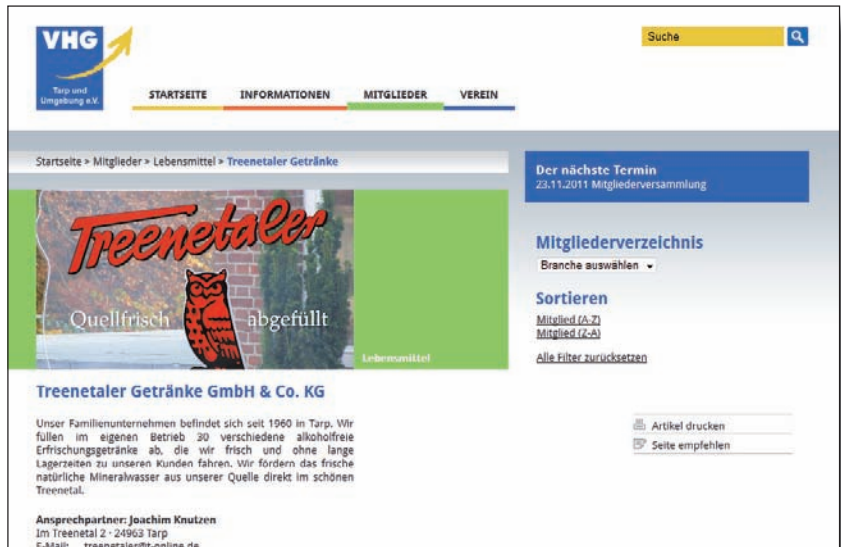 VHG
Tarp und
Umgebung e.V.
Suche
STARTSEITE INFORMATIONEN MITGLIEDER VEREIN
Startseite > Mitglieder > Lebensmittel > Treenetaler Getränke
Der nächste Termin
23.11.2011 Mitgliederversammlung
Treenetaler
Quellfrisch abgefüllt
Lebensmittel
Mitgliederverzeichnis
Branche auswählen
Sortieren
Mitglied (A-Z)
Mitglied (Z-A)
Alle Filter zurücksetzen
Treenetaler Getränke GmbH & Co. KG
Unser Familienunternehmen befindet sich seit 1960 in Tarp. Wir
füllen im eigenen Betrieb 30 verschiedene alkoholfreie
Erfrischungsgetränke ab, die wir frisch und ohne lange
Lagerzeiten zu unseren Kunden fahren. Wir fördern das frische
natürliche Mineralwasser aus unserer Quelle direkt im schönen
Treenetal.
Artikel drucken
Seite empfehlen
Ansprechpartner: Joachim Knutzen
Im Treenetal 2 · 24963 Tarp
E-Mail: treenetaler@t-online.de